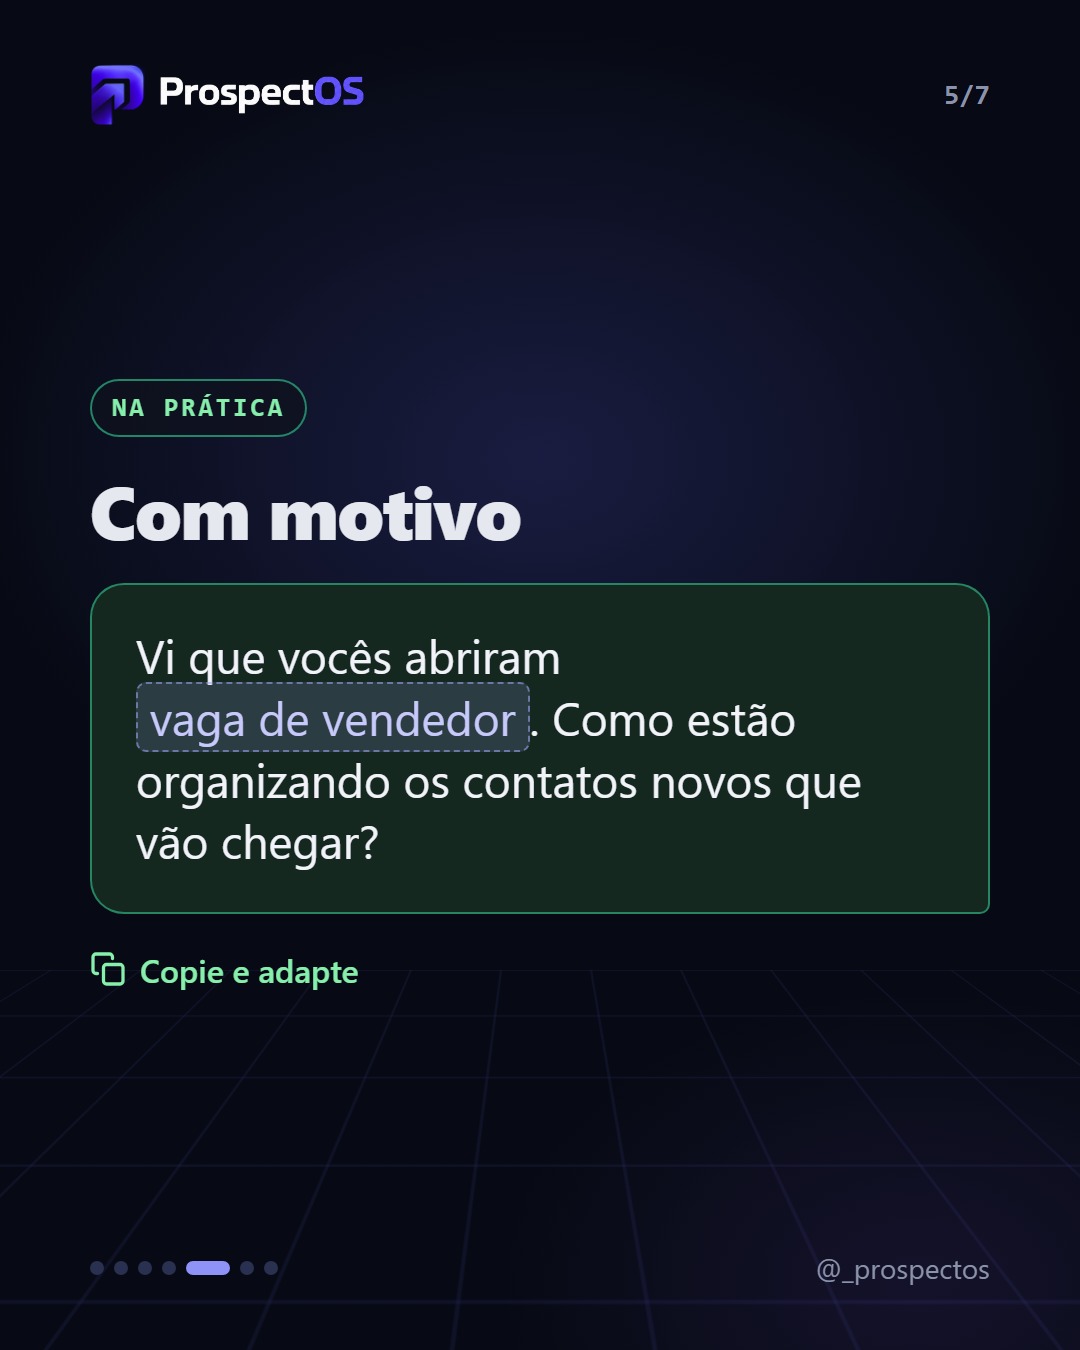 ProspectOS
5/7
NA PRÁTICA
Com motivo
Vi que vocês abriram
vaga de vendedor. Como estão
organizando os contatos novos que
vão chegar?
Copie e adapte
@_prospectos